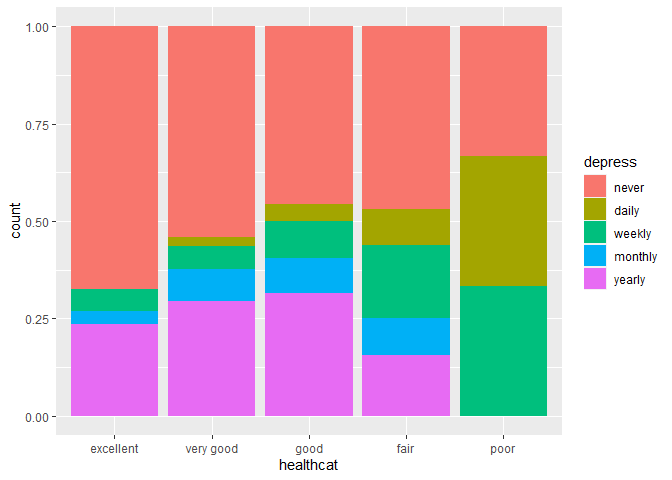 1.00
0.75
0.50
0.25
0.00
count
excellent
very good
good
fair
poor
healthcat
depress
never
daily
weekly
monthly
yearly